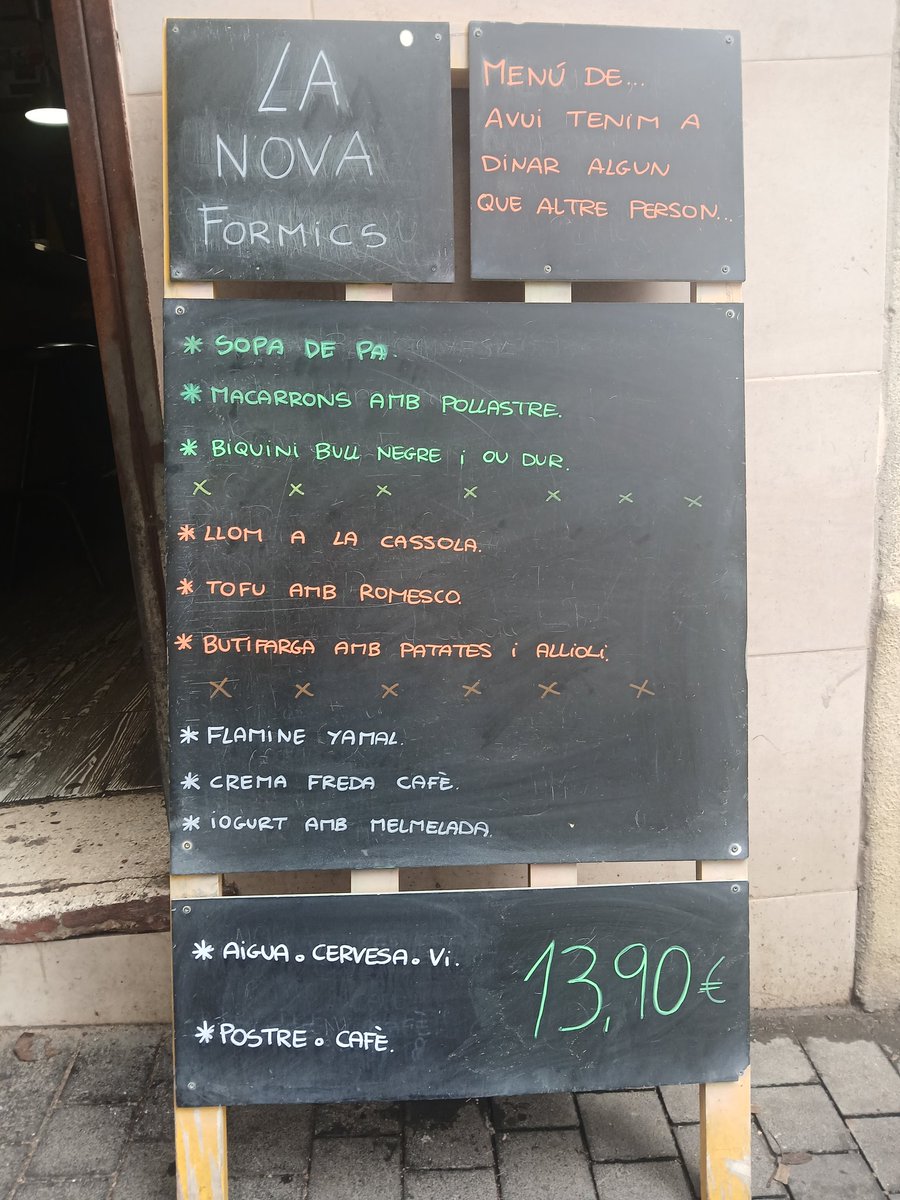 LA
NOVA
FORMICS
MENÚ DE...
AVUI TENIM A
DINAR ALGUN
QUE ALTRE PERSON...
* SOPA DE PA.
* MACARRONS AMB POLLASTRE.
* BIQUINI BULL NEGRE i OU DUR.
x x x x x x x
* LLOM A LA CASSOLA.
* TOFU AMB ROMESCO.
* BUTIFARGA AMB PATATES i ALLIOLI.
x x x x x x
* FLAMINE YAMAL.
* CREMA FREDA CAFÈ.
* IOGURT AMB MELMELADA.
* AIGUA. CERVESA. VI.
13,90€
* POSTRE. CAFÈ.